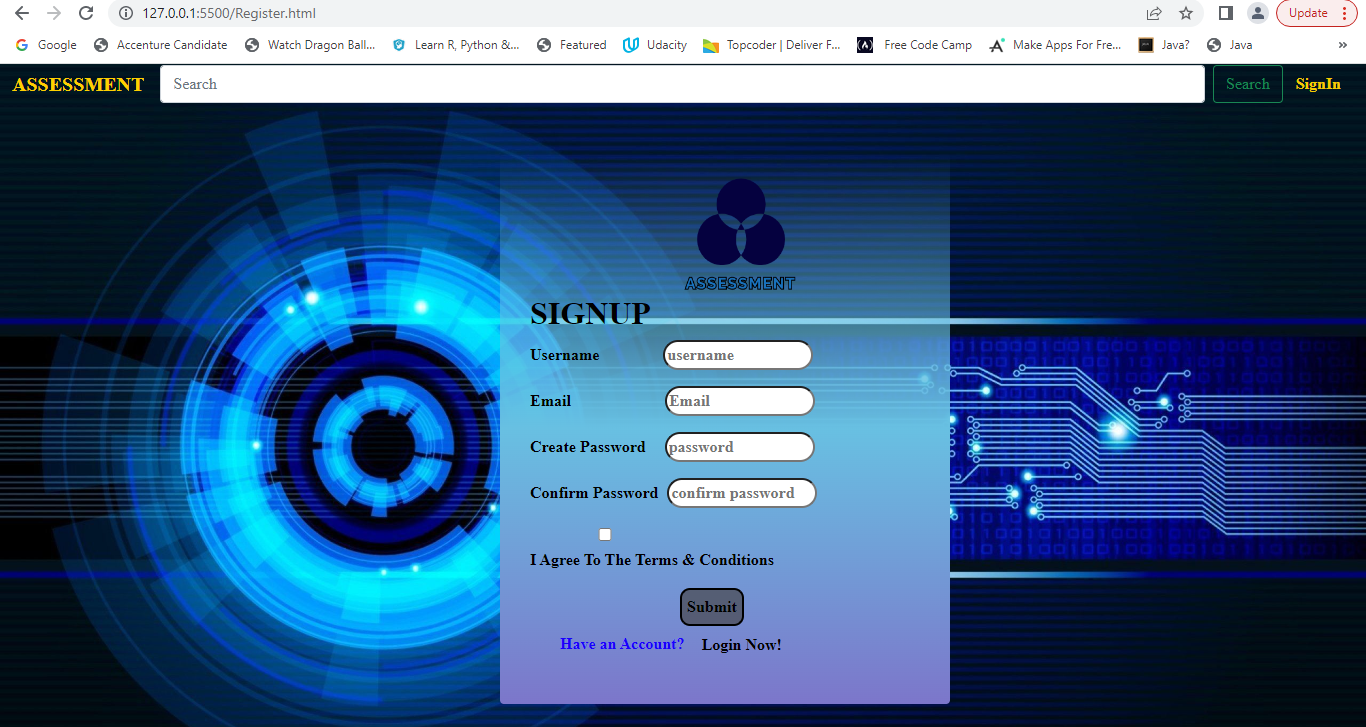 127.0.0.1:5500/Register.html Update
Google Accenture Candidate Watch Dragon Ball... Learn R, Python &... Featured Udacity Topcoder | Deliver F... Free Code Camp Make Apps For Fre... Java? Java »
ASSESSMENT Search Search SignIn
ASSESSMENT
SIGNUP
Username username
Email Email
Create Password password
Confirm Password confirm password
I Agree To The Terms & Conditions
Submit
Have an Account? Login Now!